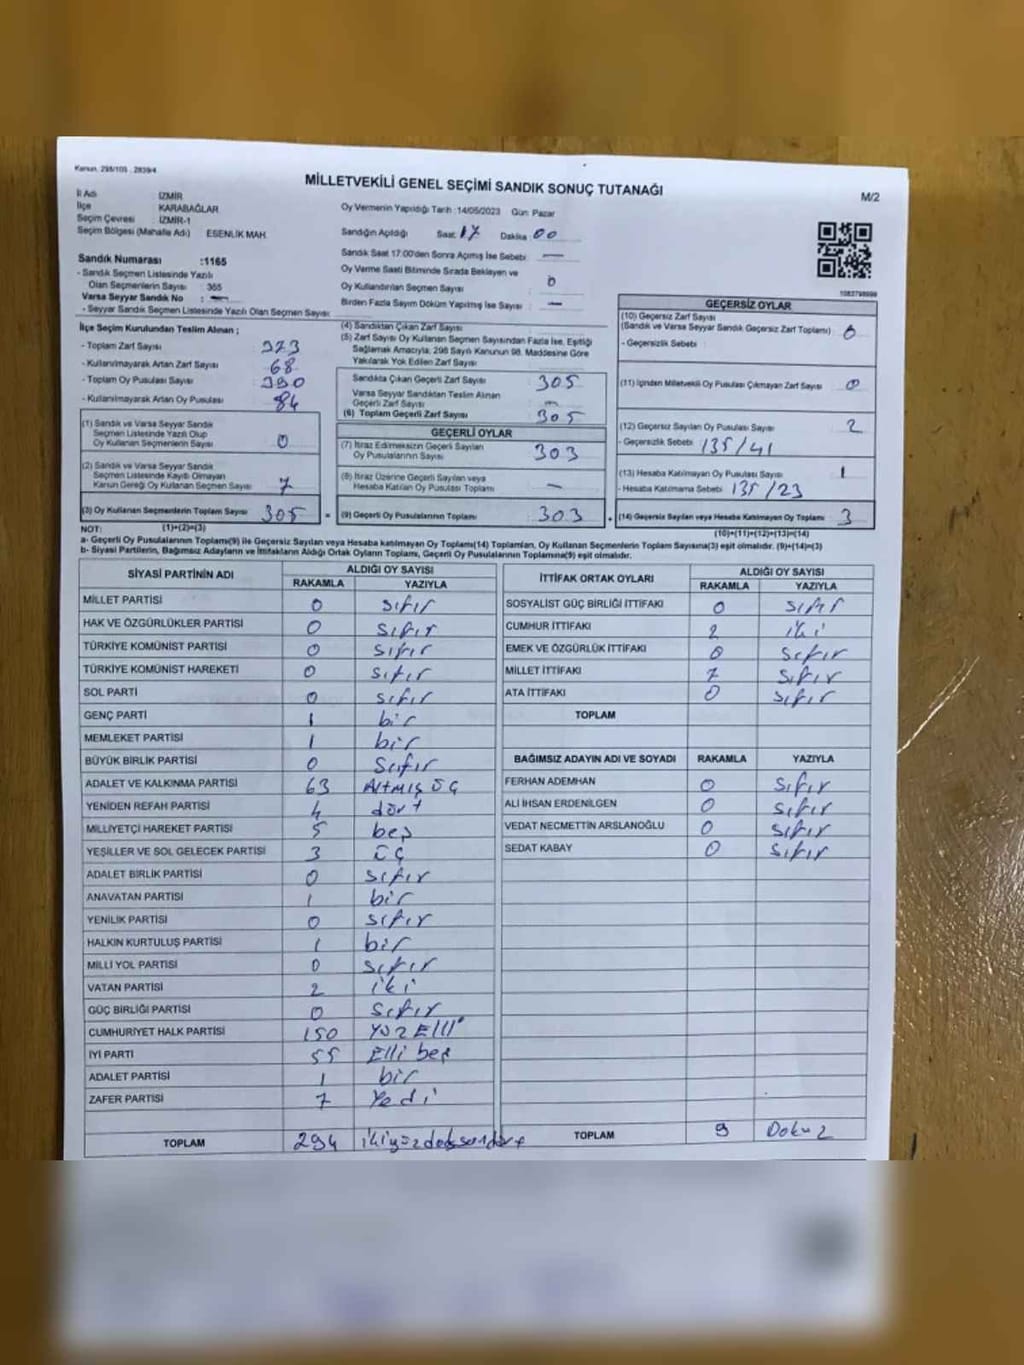 Kanun, 298/105 , 2839/4
MİLLETVEKİLİ GENEL SEÇİMİ SANDIK SONUÇ TUTANAĞI
M/2
İl Adı İZMİR
İlçe KARABAĞLAR
Seçim Çevresi İZMİR-1
Seçim Bölgesi (Mahalle Adı) ESENLİK MAH.
Oy Vermenin Yapıldığı Tarih :14/05/2023 Gün: Pazar
Sandığın Açıldığı Saat: 17 Dakika : 00
Sandık Saat 17:00'den Sonra Açılmış İse Sebebi: —
Oy Verme Saati Bitiminde Sırada Bekleyen ve
Oy Kullandırılan Seçmen Sayısı : 0
Birden Fazla Sayım Döküm Yapılmış İse Sayısı : —
Sandık Numarası :1165
- Sandık Seçmen Listesinde Yazılı
Olan Seçmenlerin Sayısı : 365
Varsa Seyyar Sandık No : —
- Seyyar Sandık Seçmen Listesinde Yazılı Olan Seçmen Sayısı:
1082798999
İlçe Seçim Kurulundan Teslim Alınan ;
- Toplam Zarf Sayısı 373
- Kullanılmayarak Artan Zarf Sayısı : 68
- Toplam Oy Pusulası Sayısı : 390
- Kullanılmayarak Artan Oy Pusulası : 84
(1) Sandık ve Varsa Seyyar Sandık
Seçmen Listesinde Yazılı Olup
Oy Kullanan Seçmenlerin Sayısı : 0
(2) Sandık ve Varsa Seyyar Sandık
Seçmen Listesinde Kaydı Olmayan
Kanun Gereği Oy Kullanan Seçmen Sayısı : 7
(3) Oy Kullanan Seçmenlerin Toplam Sayısı : 305
(1)+(2)=(3)
(4) Sandıktan Çıkan Zarf Sayısı :
(5) Zarf Sayısı Oy Kullanan Seçmen Sayısından Fazla İse, Eşitliği
Sağlamak Amacıyla; 298 Sayılı Kanunun 98. Maddesine Göre
Yakılarak Yok Edilen Zarf Sayısı :
Sandıkta Çıkan Geçerli Zarf Sayısı : 305
Varsa Seyyar Sandıktan Teslim Alınan
Geçerli Zarf Sayısı : —
(6) Toplam Geçerli Zarf Sayısı : 305
GEÇERLİ OYLAR
(7) İtiraz Edilmeksizin Geçerli Sayılan
Oy Pusulalarının Sayısı : 303
(8) İtiraz Üzerine Geçerli Sayılan veya
Hesaba Katılan Oy Pusulası Toplamı : —
= (9) Geçerli Oy Pusulalarının Toplamı : 303
GEÇERSİZ OYLAR
(10) Geçersiz Zarf Sayısı
(Sandık ve Varsa Seyyar Sandık Geçersiz Zarf Toplamı) : 0
- Geçersizlik Sebebi :
(11) İçinden Milletvekili Oy Pusulası Çıkmayan Zarf Sayısı : 0
(12) Geçersiz Sayılan Oy Pusulası Sayısı : 2
- Geçersizlik Sebebi : 135/41
(13) Hesaba Katılmayan Oy Pusulası Sayısı : 1
- Hesaba Katılmama Sebebi : 135/23
+ (14) Geçersiz Sayılan veya Hesaba Katılmayan Oy Toplamı : 3
(10)+(11)+(12)+(13)=(14)
NOT:
a- Geçerli Oy Pusulalarının Toplamı(9) ile Geçersiz Sayılan veya Hesaba katılmayan Oy Toplamı(14) Toplamları, Oy Kullanan Seçmenlerin Toplam Sayısına(3) eşit olmalıdır. (9)+(14)=(3)
b- Siyasi Partilerin, Bağımsız Adayların ve İttifakların Aldığı Ortak Oyların Toplamı, Geçerli Oy Pusulalarının Toplamına(9) eşit olmalıdır.
SİYASİ PARTİNİN ADI ALDIĞI OY SAYISI
RAKAMLA YAZIYLA
MİLLET PARTİSİ 0 sıfır
HAK VE ÖZGÜRLÜKLER PARTİSİ 0 sıfır
TÜRKİYE KOMÜNİST PARTİSİ 0 sıfır
TÜRKİYE KOMÜNİST HAREKETİ 0 sıfır
SOL PARTİ 0 sıfır
GENÇ PARTİ 1 bir
MEMLEKET PARTİSİ 1 bir
BÜYÜK BİRLİK PARTİSİ 0 sıfır
ADALET VE KALKINMA PARTİSİ 63 Altmış üç
YENİDEN REFAH PARTİSİ 4 dört
MİLLİYETÇİ HAREKET PARTİSİ 5 beş
YEŞİLLER VE SOL GELECEK PARTİSİ 3 üç
ADALET BİRLİK PARTİSİ 0 sıfır
ANAVATAN PARTİSİ 1 bir
YENİLİK PARTİSİ 0 sıfır
HALKIN KURTULUŞ PARTİSİ 1 bir
MİLLİ YOL PARTİSİ 0 sıfır
VATAN PARTİSİ 2 iki
GÜÇ BİRLİĞİ PARTİSİ 0 sıfır
CUMHURİYET HALK PARTİSİ 150 Yüz Elli
İYİ PARTİ 55 Elli beş
ADALET PARTİSİ 1 bir
ZAFER PARTİSİ 7 Yedi
TOPLAM 294 ikiyüzdoksandört
İTTİFAK ORTAK OYLARI ALDIĞI OY SAYISI
RAKAMLA YAZIYLA
SOSYALİST GÜÇ BİRLİĞİ İTTİFAKI 0 sıfır
CUMHUR İTTİFAKI 2 iki
EMEK VE ÖZGÜRLÜK İTTİFAKI 0 sıfır
MİLLET İTTİFAKI 7 sıfır
ATA İTTİFAKI 0 sıfır
TOPLAM
BAĞIMSIZ ADAYIN ADI VE SOYADI RAKAMLA YAZIYLA
FERHAN ADEMHAN 0 sıfır
ALİ İHSAN ERDENİLGEN 0 sıfır
VEDAT NECMETTİN ARSLANOĞLU 0 sıfır
SEDAT KABAY 0 sıfır
TOPLAM 9 Dokuz